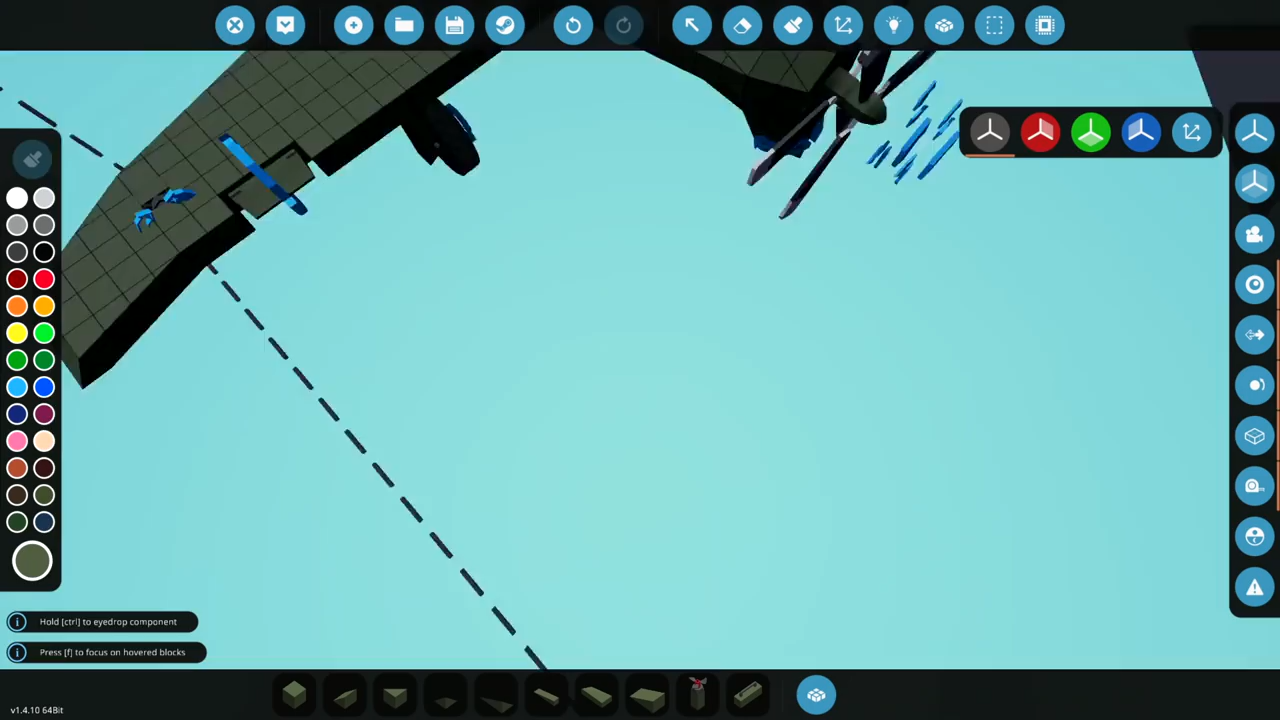 Hold [ctrl] to eyedrop component
Press [f] to focus on hovered blocks
v1.4.10 64Bit